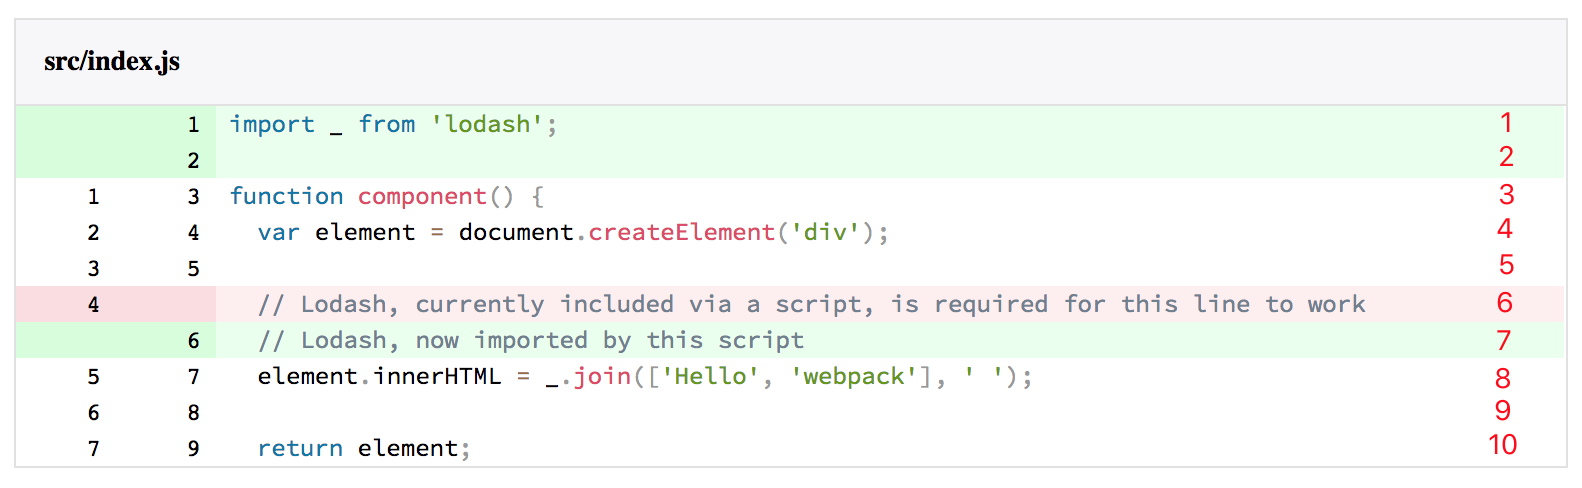 src/index.js
1 import _ from 'lodash'; 1
2 2
1 3 function component() { 3
2 4 var element = document.createElement('div'); 4
3 5 5
4 // Lodash, currently included via a script, is required for this line to work 6
6 // Lodash, now imported by this script 7
5 7 element.innerHTML = _.join(['Hello', 'webpack'], ' '); 8
6 8 9
7 9 return element; 10